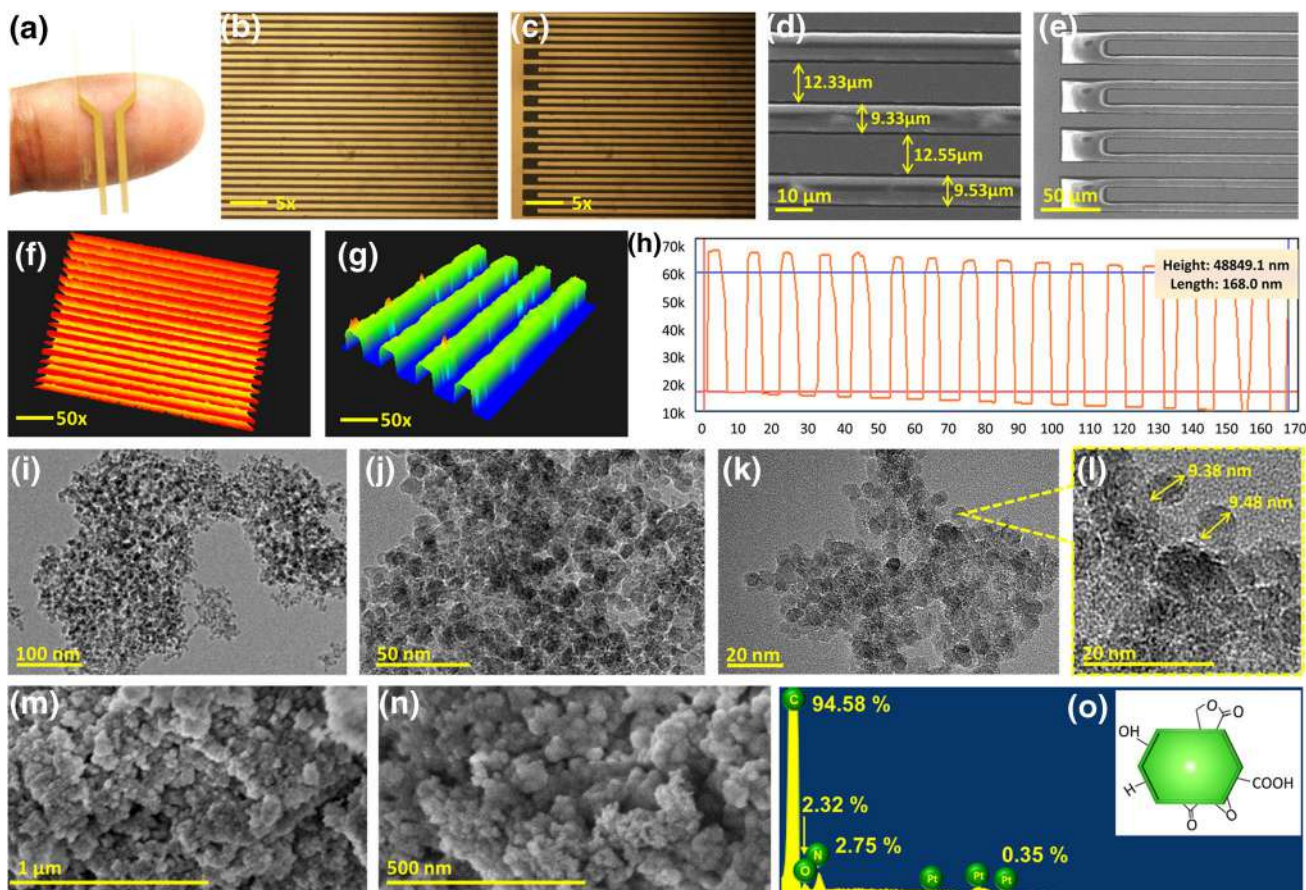 (a)
(b)
5x
(c)
5x
(d)
12.33µm
9.33µm
12.55µm
9.53µm
10 µm
(e)
50 µm
(f)
50x
(g)
50x
(h)
70k
60k
50k
40k
30k
20k
10k
Height: 48849.1 nm
Length: 168.0 nm
0 10 20 30 40 50 60 70 80 90 100 110 120 130 140 150 160 170
(i)
100 nm
(j)
50 nm
(k)
20 nm
(l)
9.38 nm
9.48 nm
20 nm
(m)
1 µm
(n)
500 nm
(o)
C
94.58 %
2.32 %
O
N
2.75 %
Pt
Pt
Pt
0.35 %
O
O
OH
H
COOH
O
O